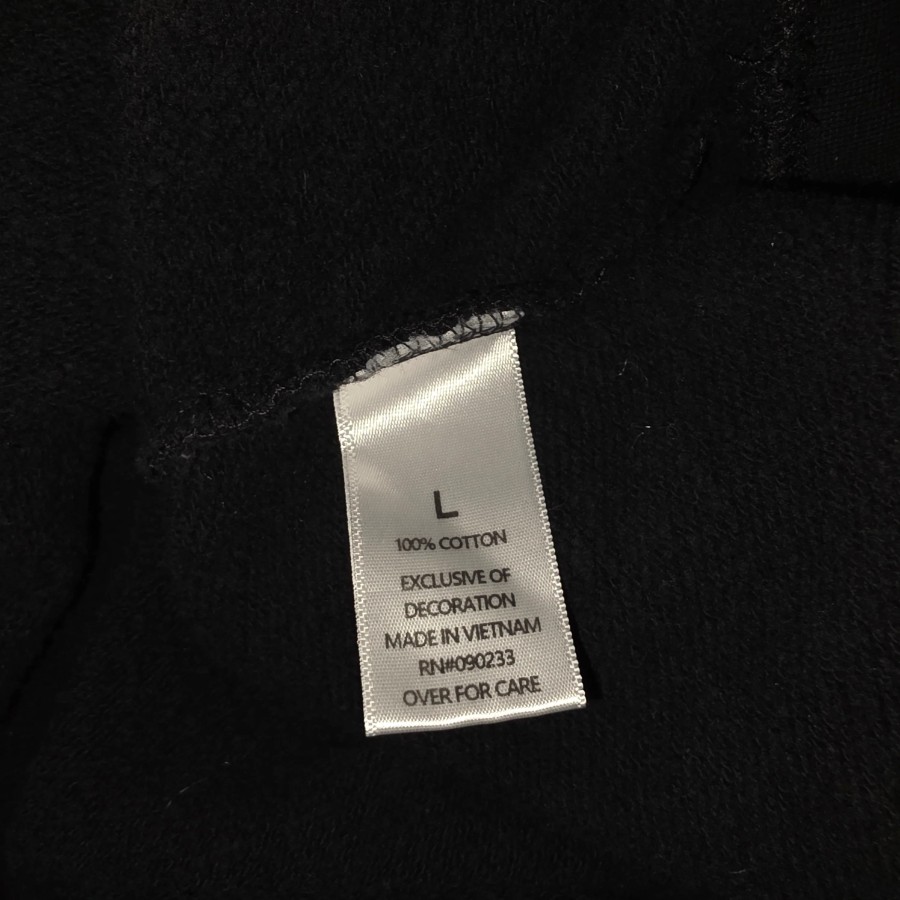 L
100% COTTON
EXCLUSIVE OF
DECORATION
MADE IN VIETNAM
RN#090233
OVER FOR CARE